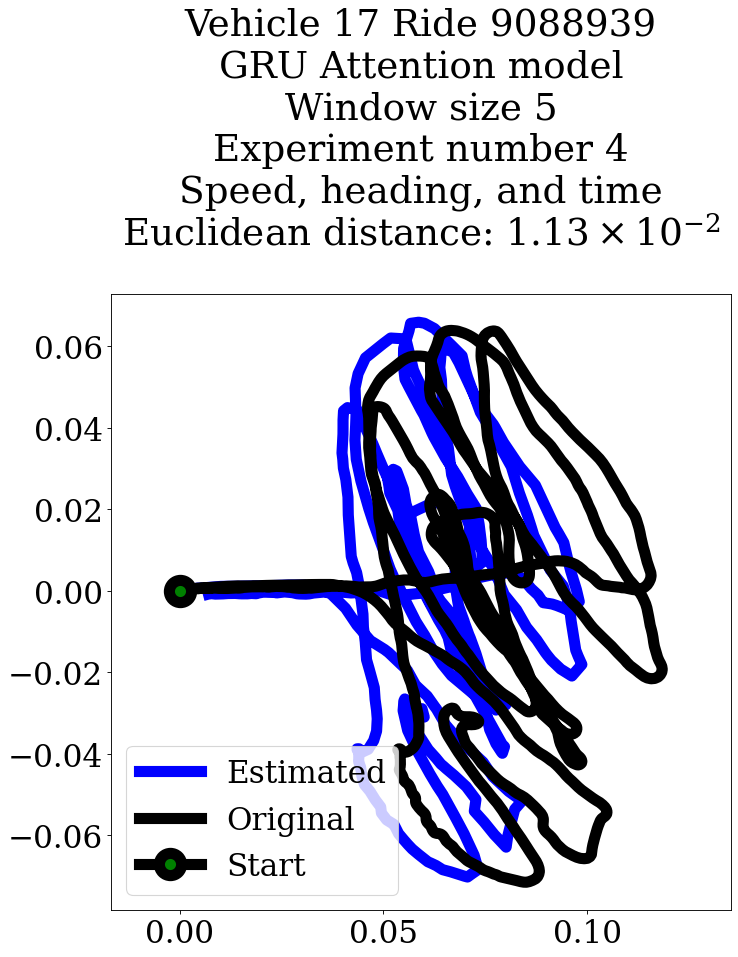 Vehicle 17 Ride 9088939
GRU Attention model
Window size 5
Experiment number 4
Speed, heading, and time
Euclidean distance: 1.13 × 10⁻²
0.06
0.04
0.02
0.00
−0.02
−0.04
−0.06
Estimated
Original
Start
0.00 0.05 0.10